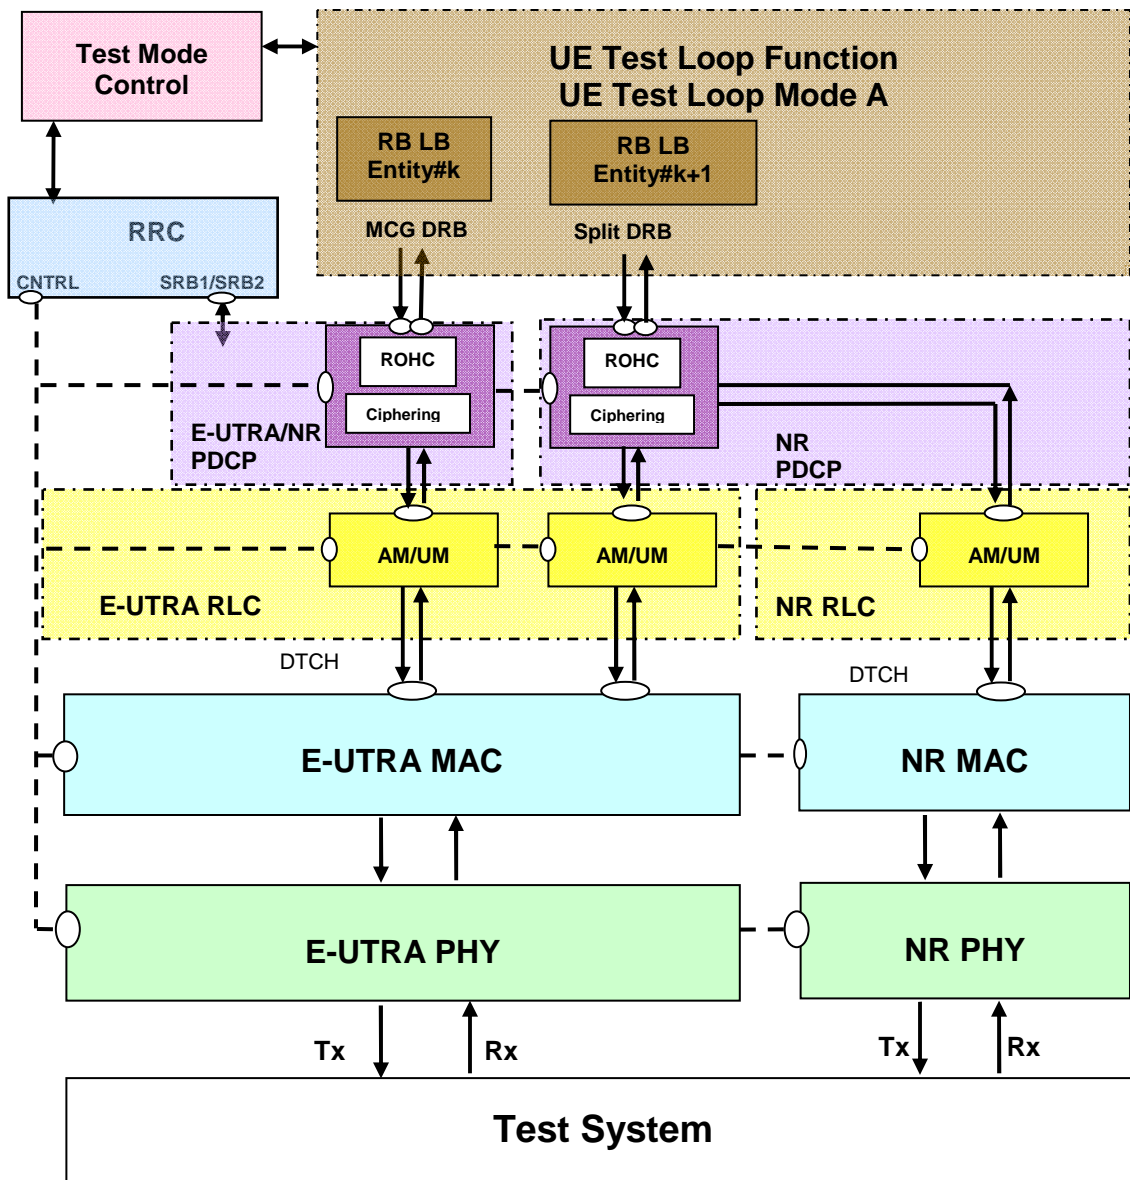 Test Mode
Control
UE Test Loop Function
UE Test Loop Mode A
RB LB
Entity#k
RB LB
Entity#k+1
MCG DRB
Split DRB
RRC
CNTRL
SRB1/SRB2
ROHC
Ciphering
ROHC
Ciphering
E-UTRA/NR
PDCP
NR
PDCP
AM/UM
AM/UM
AM/UM
E-UTRA RLC
NR RLC
DTCH
DTCH
E-UTRA MAC
NR MAC
E-UTRA PHY
NR PHY
Tx
Rx
Tx
Rx
Test System